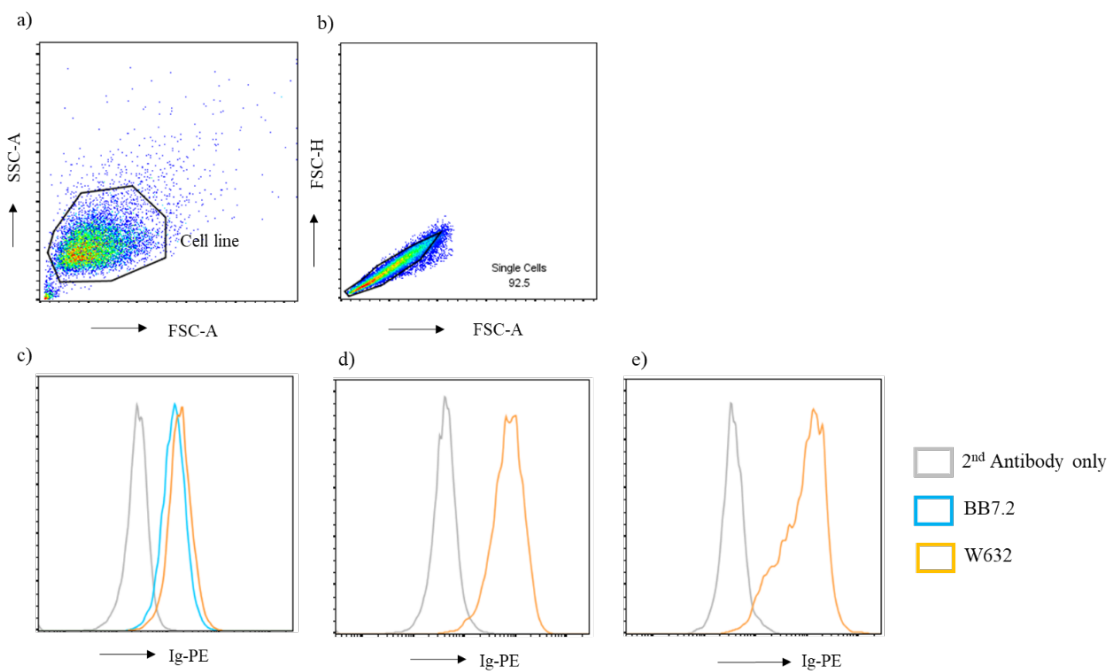 a)
b)
SSC-A
FSC-H
Cell line
Single Cells
92.5
FSC-A
FSC-A
c)
d)
e)
2nd Antibody only
BB7.2
W632
Ig-PE
Ig-PE
Ig-PE